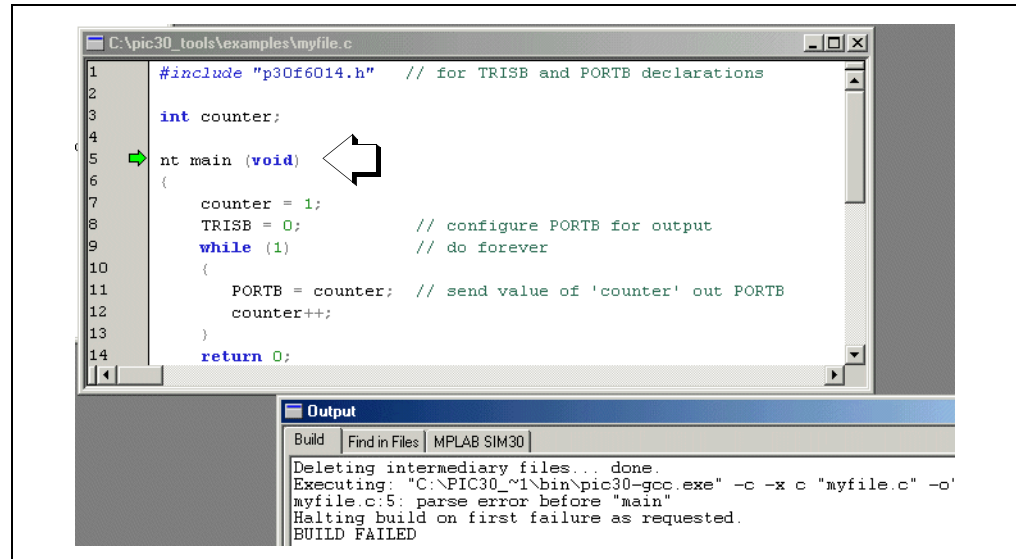 C:\pic30_tools\examples\myfile.c
1 #include "p30f6014.h" // for TRISB and PORTB declarations
2
3 int counter;
4
5 nt main (void)
6 {
7 counter = 1;
8 TRISB = 0; // configure PORTB for output
9 while (1) // do forever
10 {
11 PORTB = counter; // send value of 'counter' out PORTB
12 counter++;
13 }
14 return 0;
Output
Build Find in Files MPLAB SIM30
Deleting intermediary files... done.
Executing: "C:\PIC30_~1\bin\pic30-gcc.exe" -c -x c "myfile.c" -o"
myfile.c:5: parse error before "main"
Halting build on first failure as requested.
BUILD FAILED